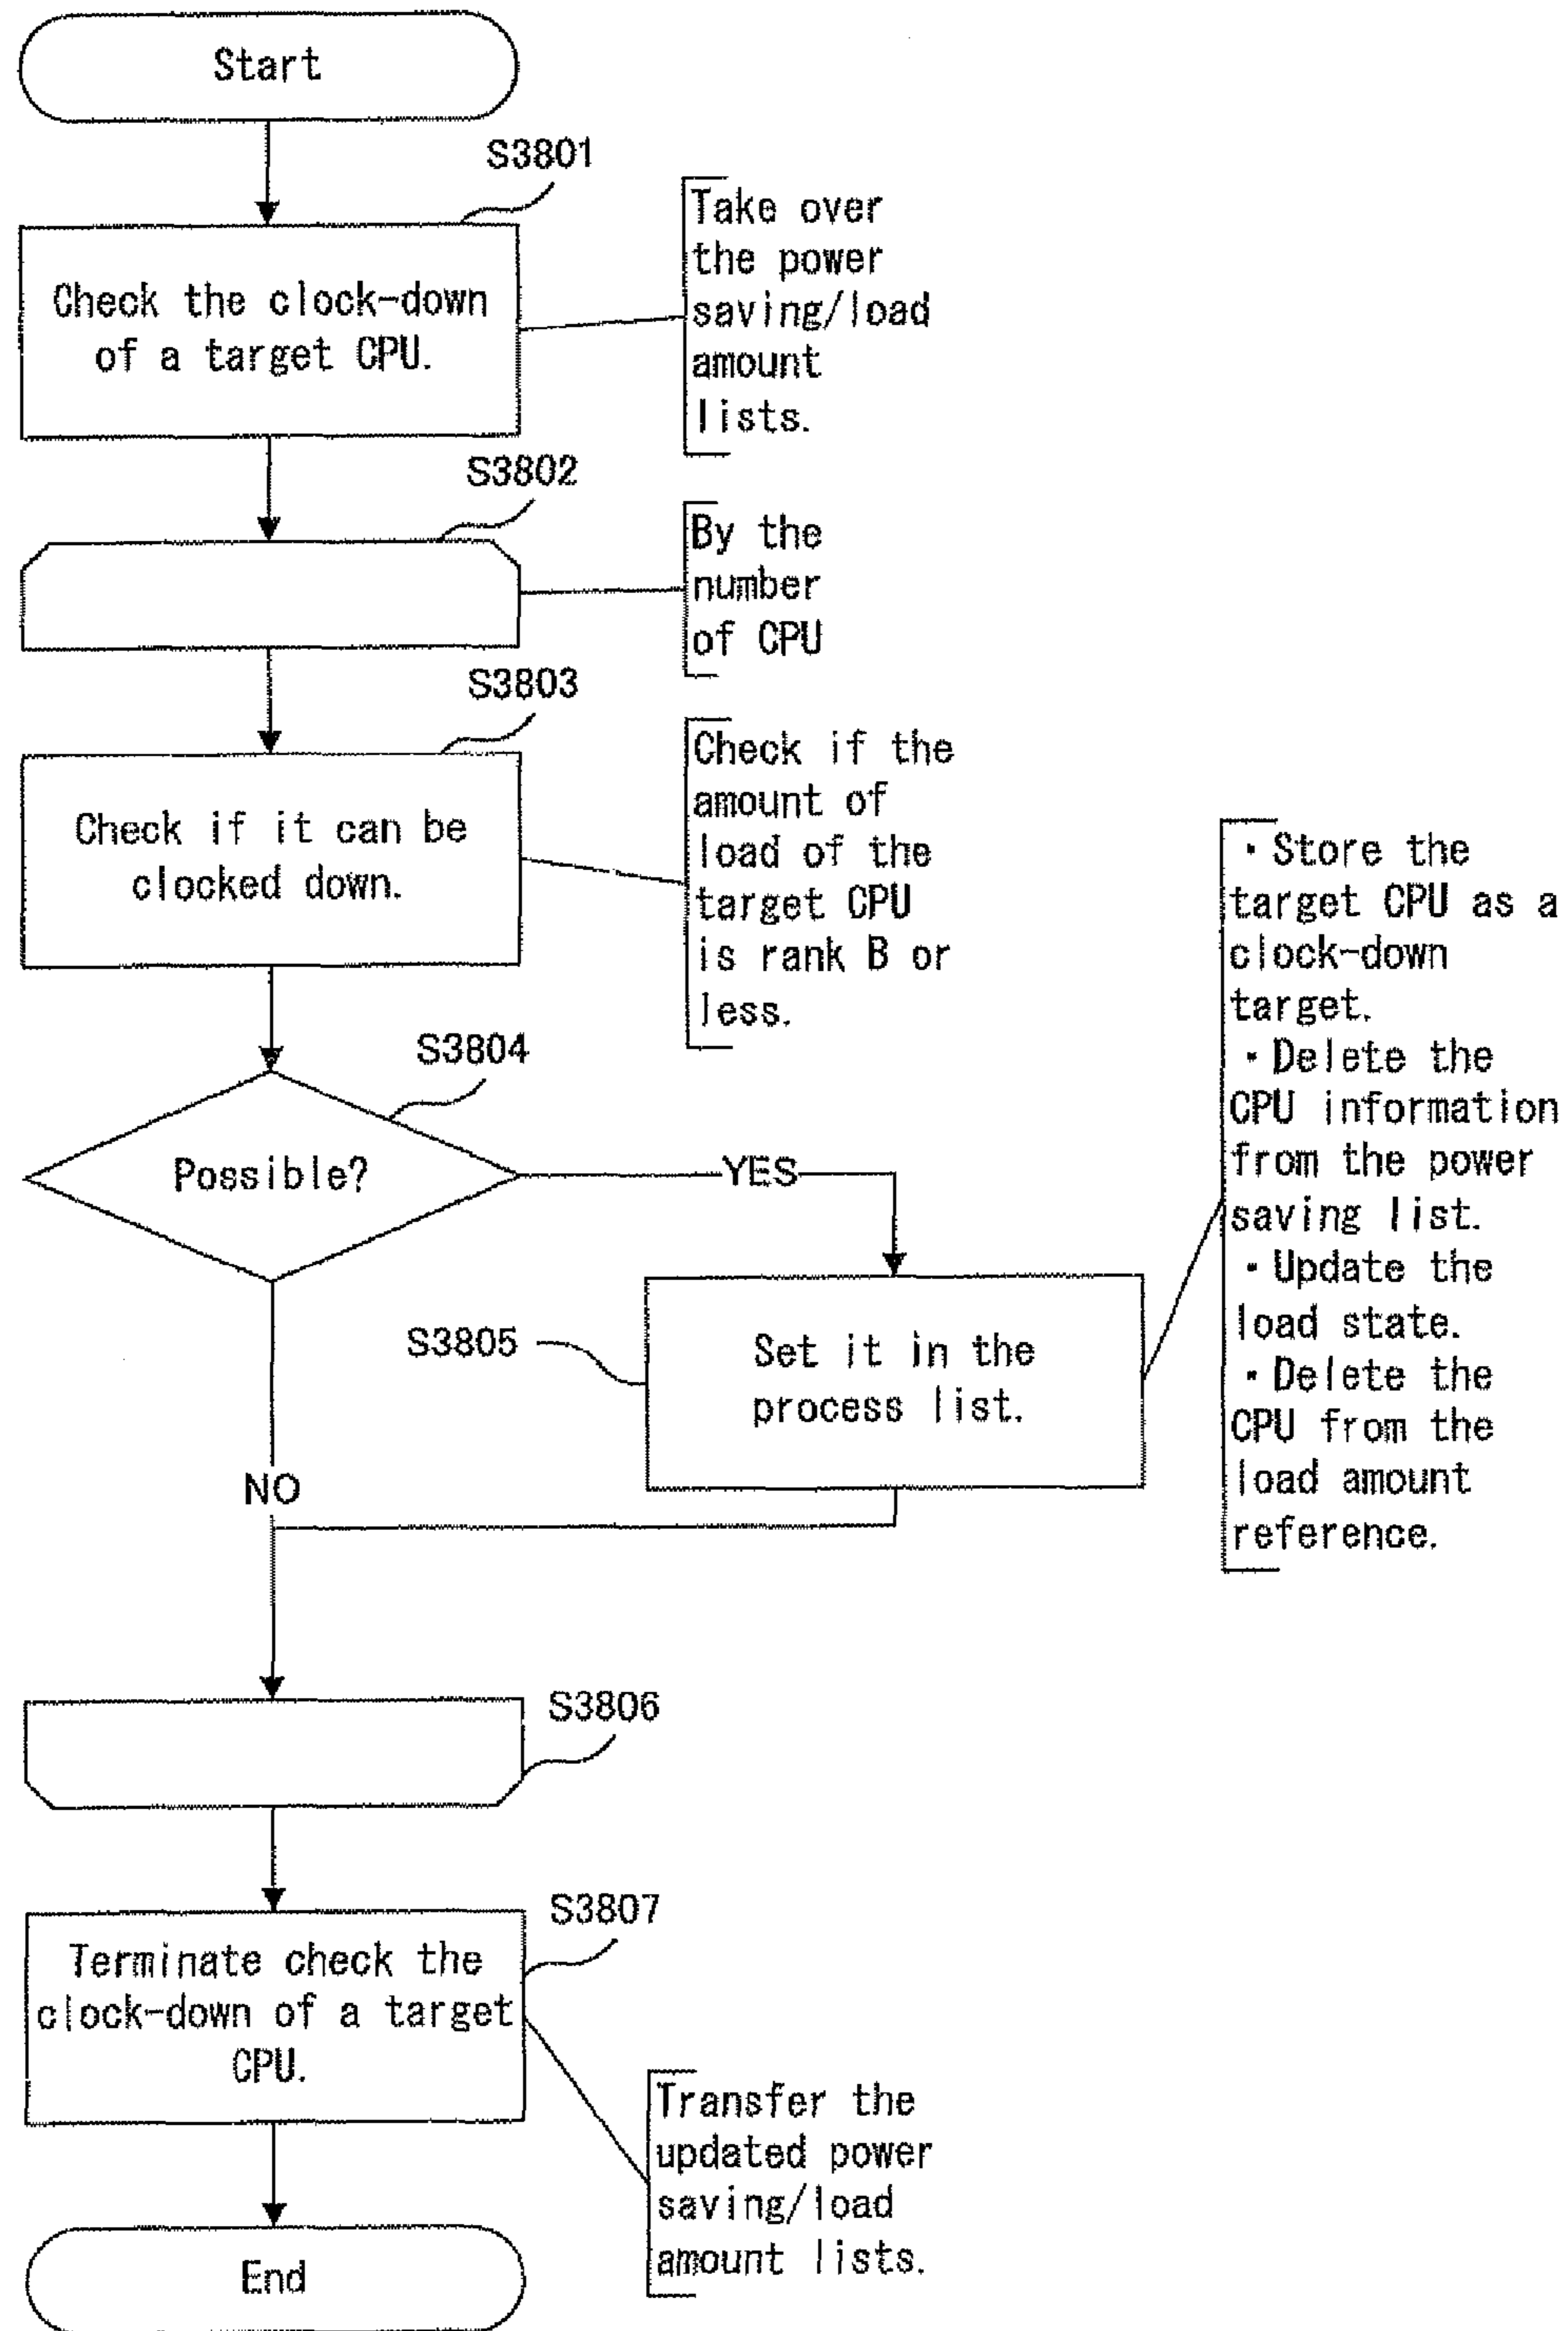 Start
S3801
Check the clock-down
of a target CPU.
Take over
the power
saving/load
amount
lists.
S3802
By the
number
of CPU
S3803
Check if it can be
clocked down.
Check if the
amount of
load of the
target CPU
is rank B or
less.
S3804
Possible?
YES
NO
S3805
Set it in the
process list.
・Store the
target CPU as a
clock-down
target.
・Delete the
CPU information
from the power
saving list.
・Update the
load state.
・Delete the
CPU from the
load amount
reference.
S3806
S3807
Terminate check the
clock-down of a target
CPU.
Transfer the
updated power
saving/load
amount lists.
End